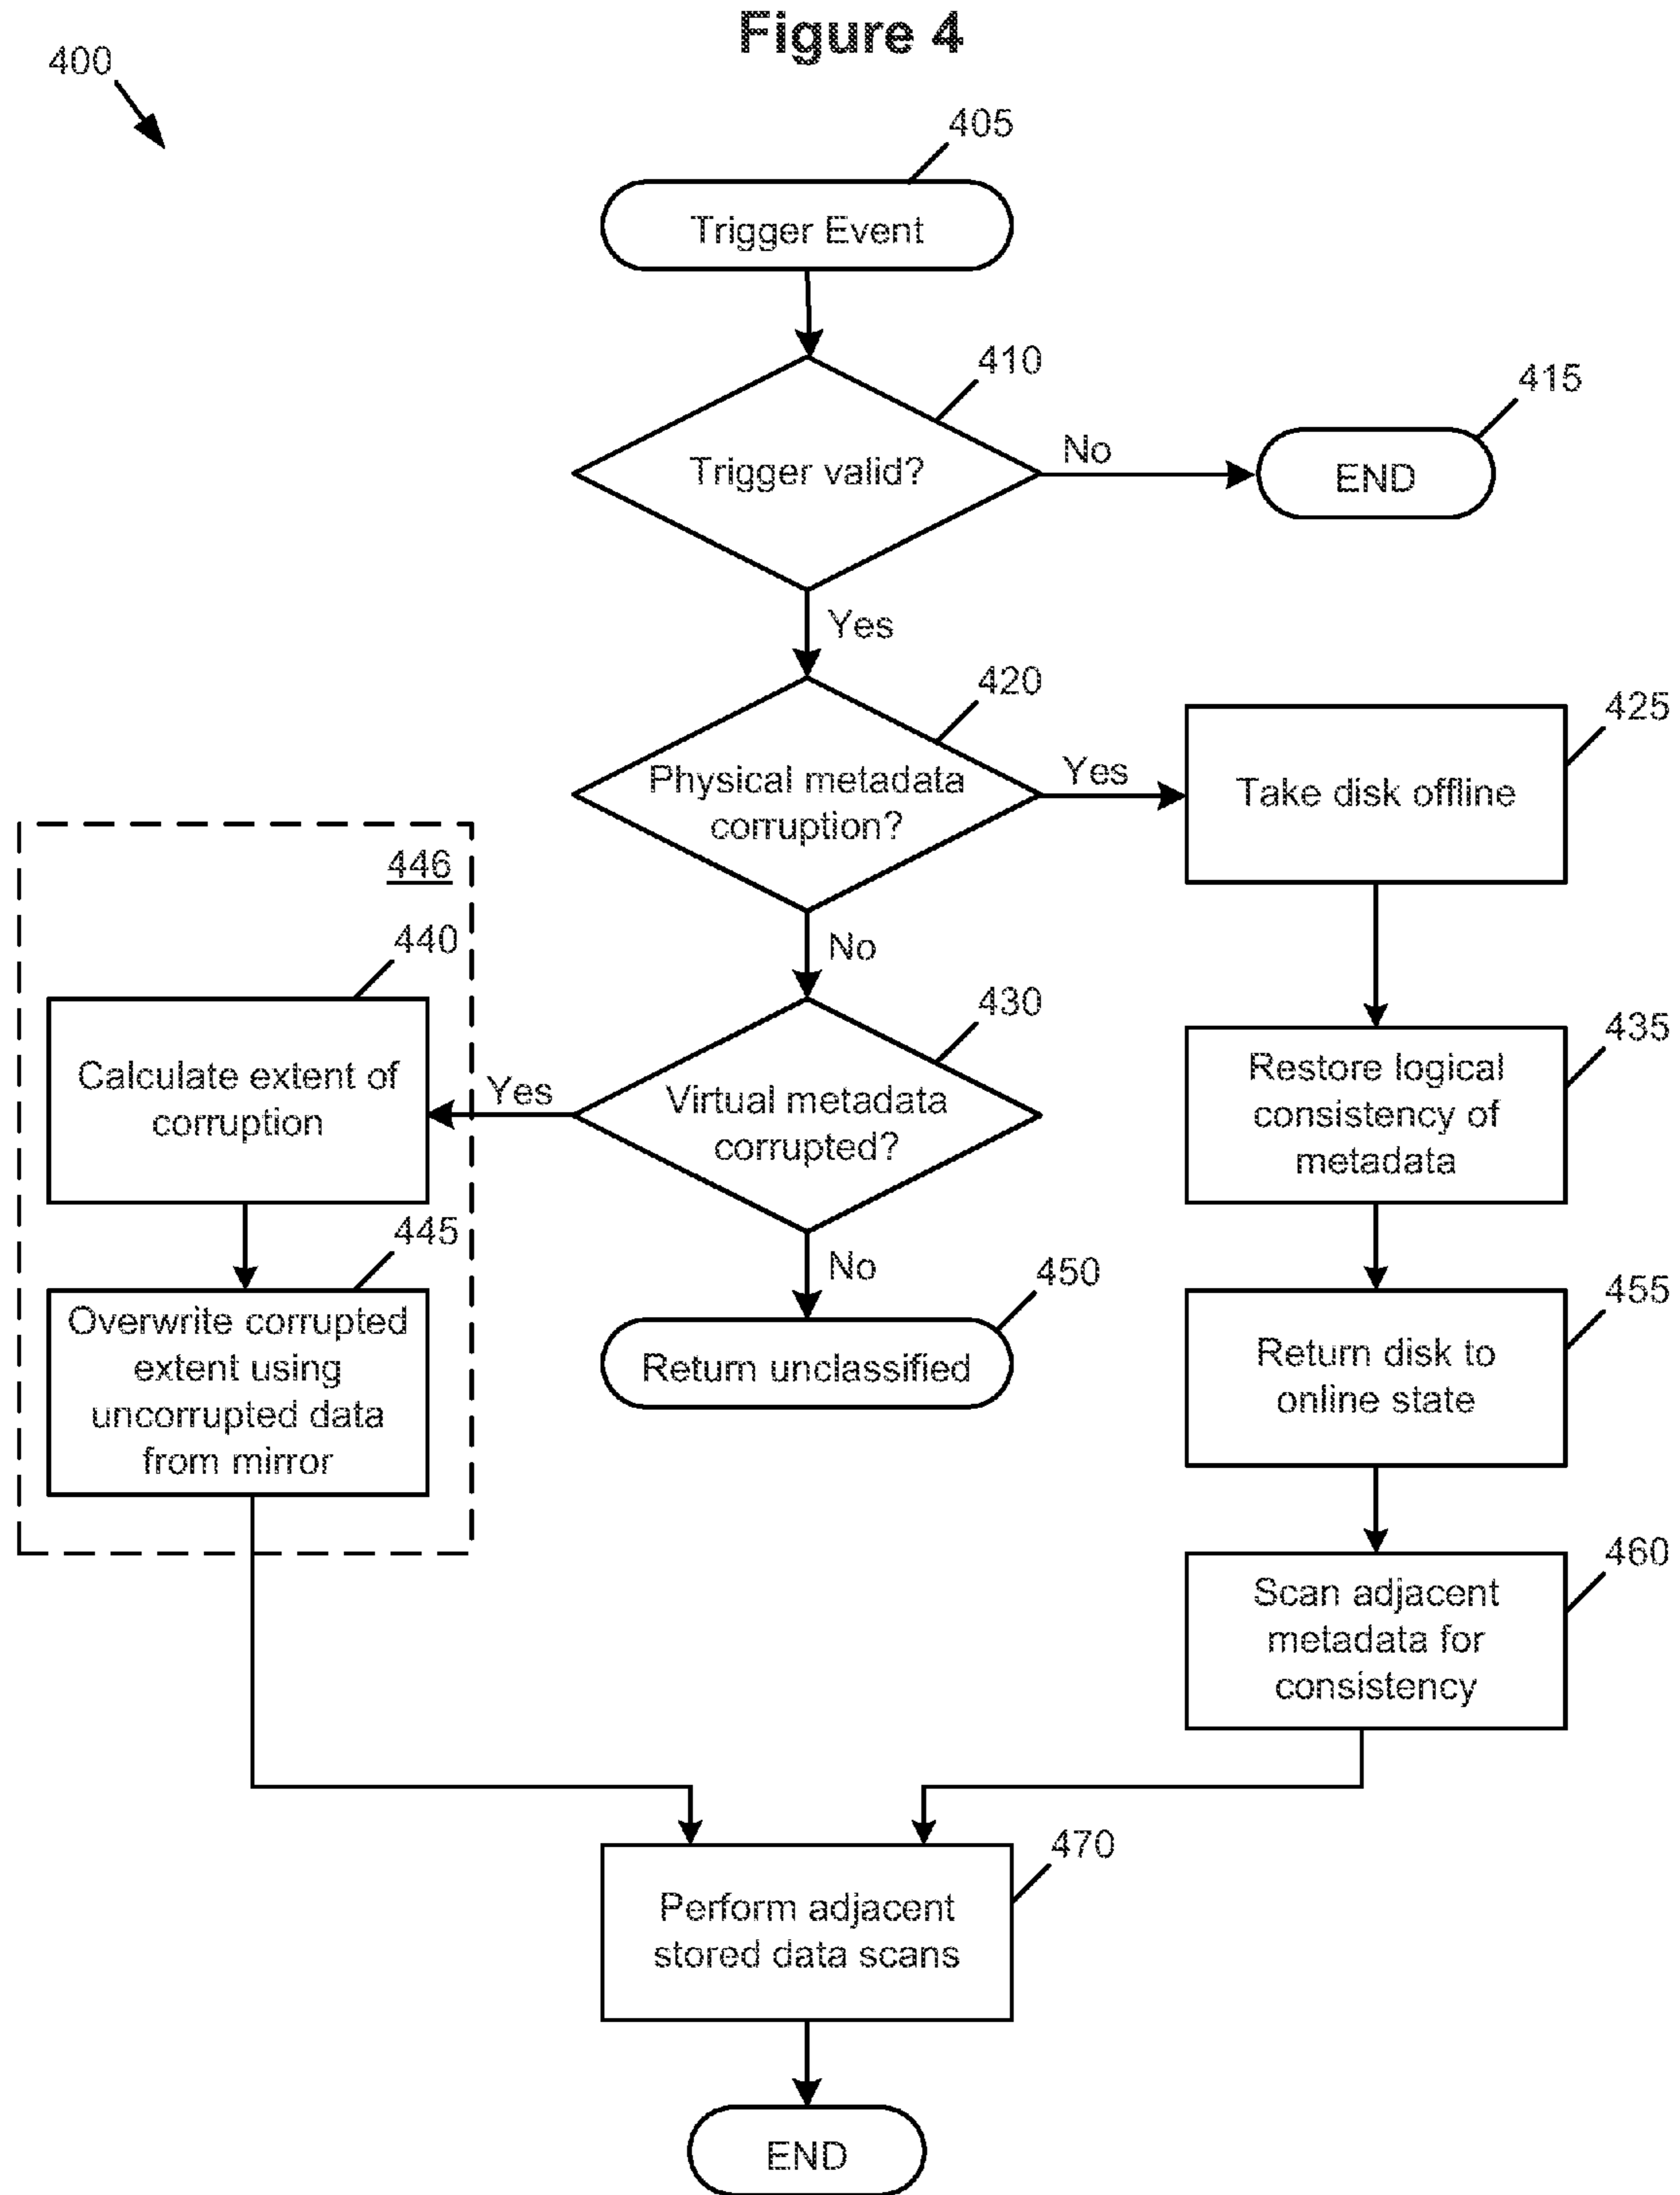 Figure 4
400
405
Trigger Event
410
Trigger valid?
No
415
END
Yes
420
Physical metadata
corruption?
Yes
425
Take disk offline
No
446
440
Calculate extent of
corruption
Yes
430
Virtual metadata
corrupted?
435
Restore logical
consistency of
metadata
445
Overwrite corrupted
extent using
uncorrupted data
from mirror
No
450
Return unclassified
455
Return disk to
online state
460
Scan adjacent
metadata for
consistency
470
Perform adjacent
stored data scans
END